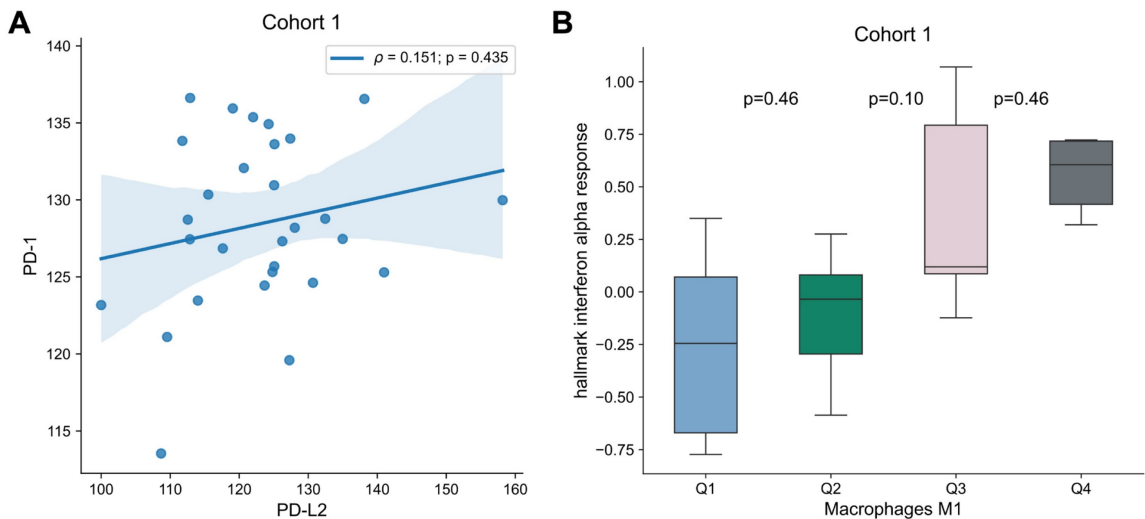 A
Cohort 1
ρ = 0.151; p = 0.435
140
135
130
125
120
115
PD-1
100 110 120 130 140 150 160
PD-L2
B
Cohort 1
p=0.46 p=0.10 p=0.46
1.00
0.75
0.50
0.25
0.00
−0.25
−0.50
−0.75
hallmark interferon alpha response
Q1 Q2 Q3 Q4
Macrophages M1